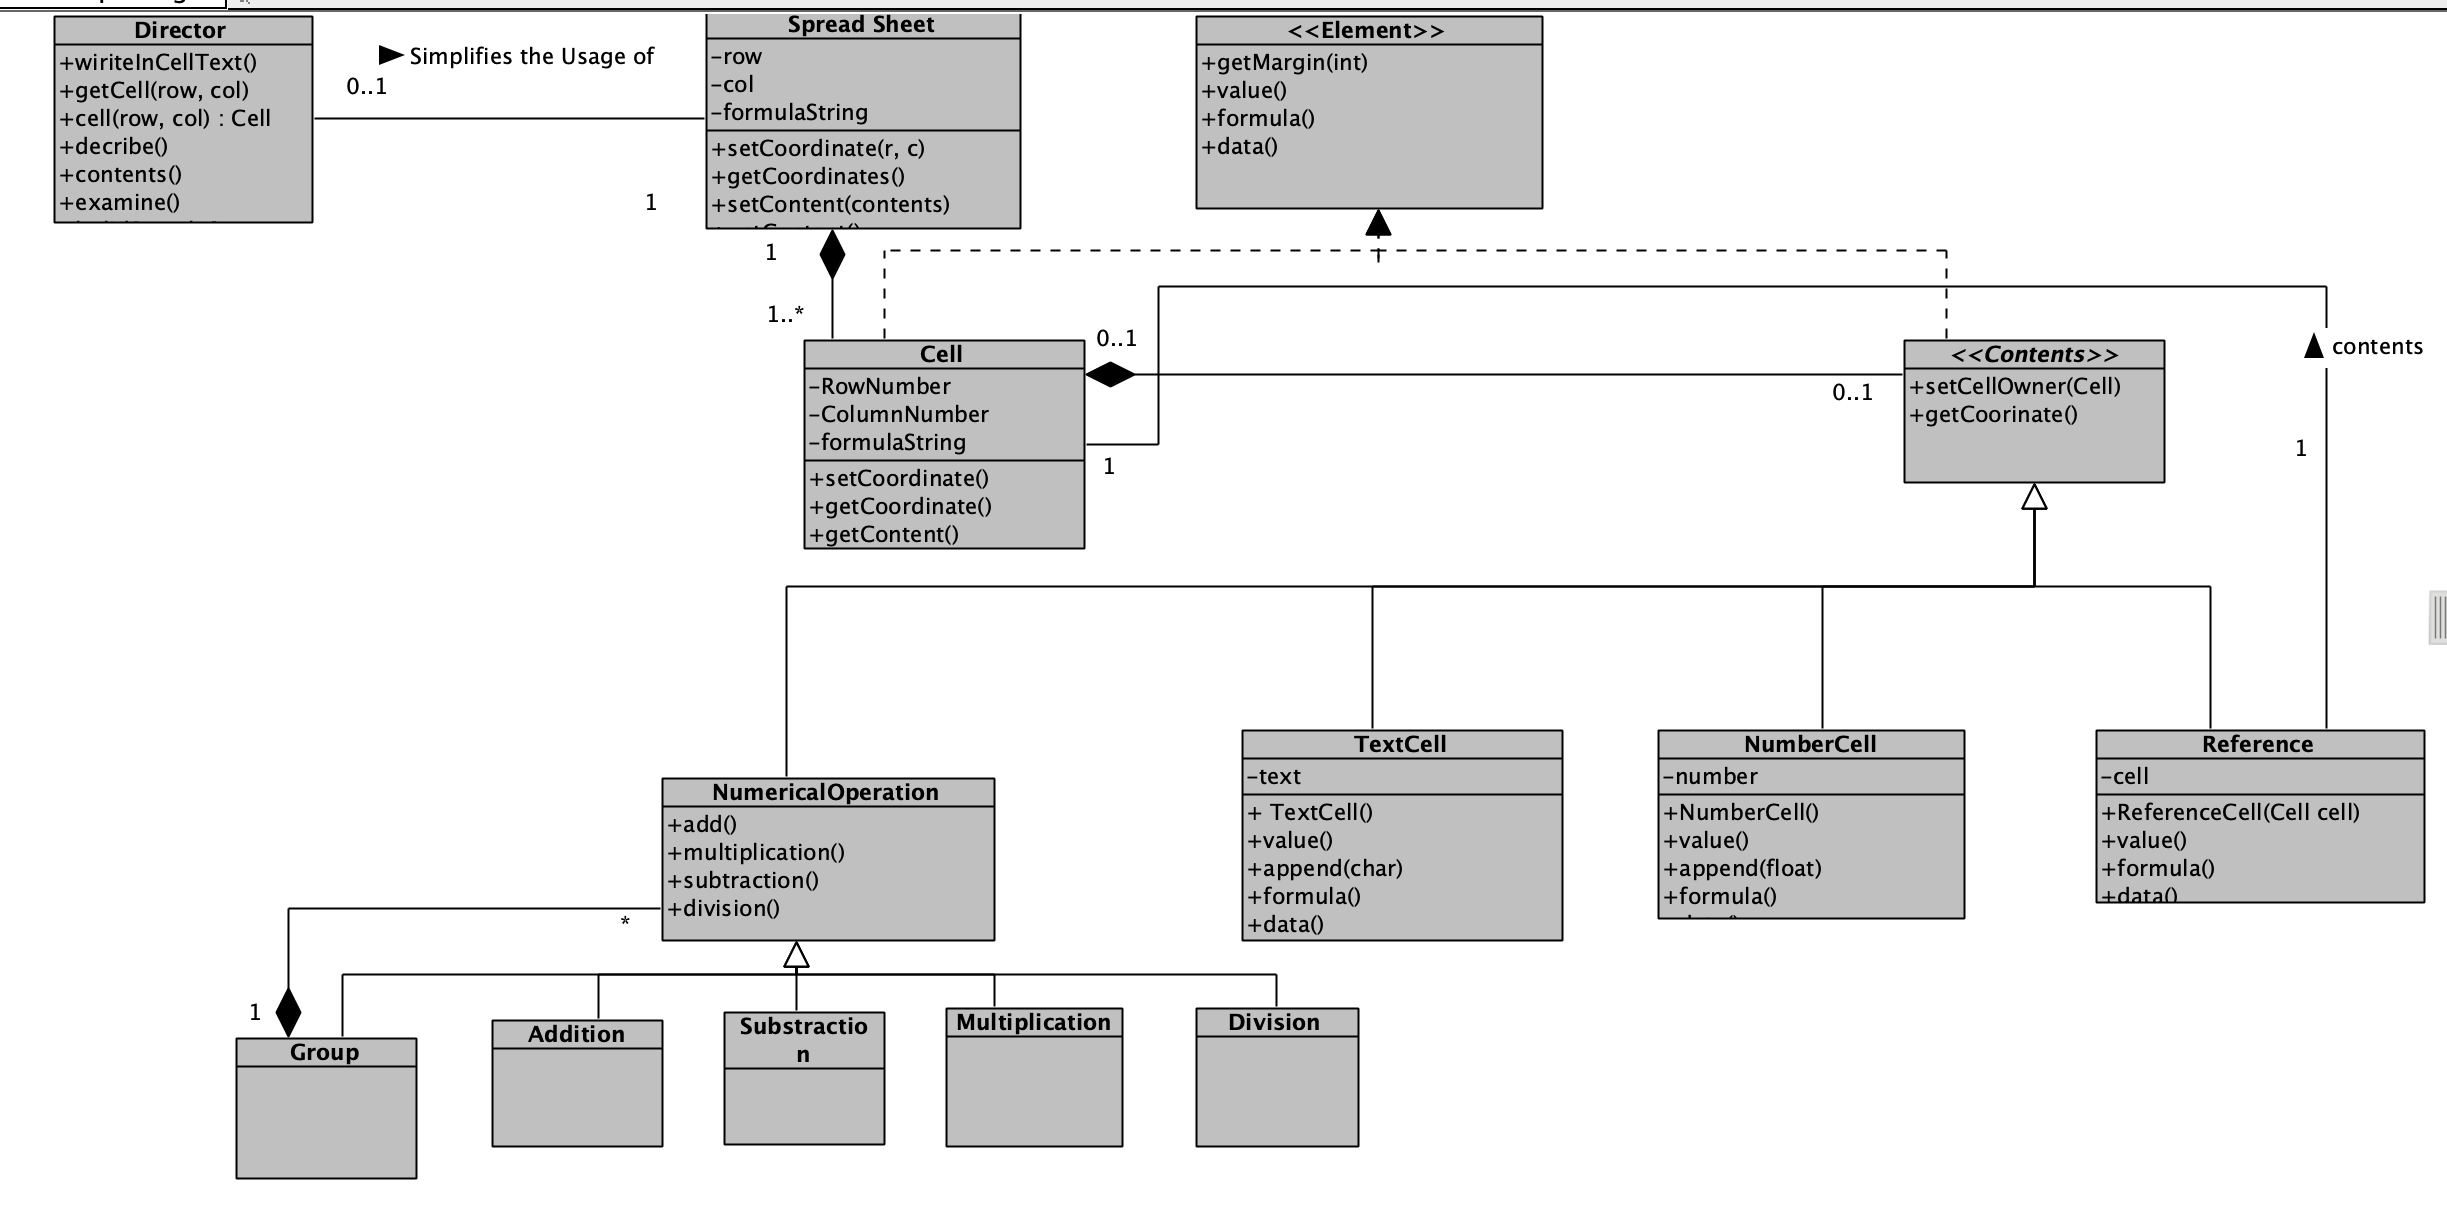 Director
+wiriteInCellText()
+getCell(row, col)
+cell(row, col) : Cell
+decribe()
+contents()
+examine()
Simplifies the Usage of
0..1
1
Spread Sheet
-row
-col
-formulaString
+setCoordinate(r, c)
+getCoordinates()
+setContent(contents)
<<Element>>
+getMargin(int)
+value()
+formula()
+data()
1
1..*
Cell
-RowNumber
-ColumnNumber
-formulaString
+setCoordinate()
+getCoordinate()
+getContent()
0..1
0..1
1
<<Contents>>
+setCellOwner(Cell)
+getCoorinate()
contents
1
NumericalOperation
+add()
+multiplication()
+subtraction()
+division()
TextCell
-text
+ TextCell()
+value()
+append(char)
+formula()
+data()
NumberCell
-number
+NumberCell()
+value()
+append(float)
+formula()
Reference
-cell
+ReferenceCell(Cell cell)
+value()
+formula()
+data()
*
1
Group
Addition
Substractio
n
Multiplication
Division